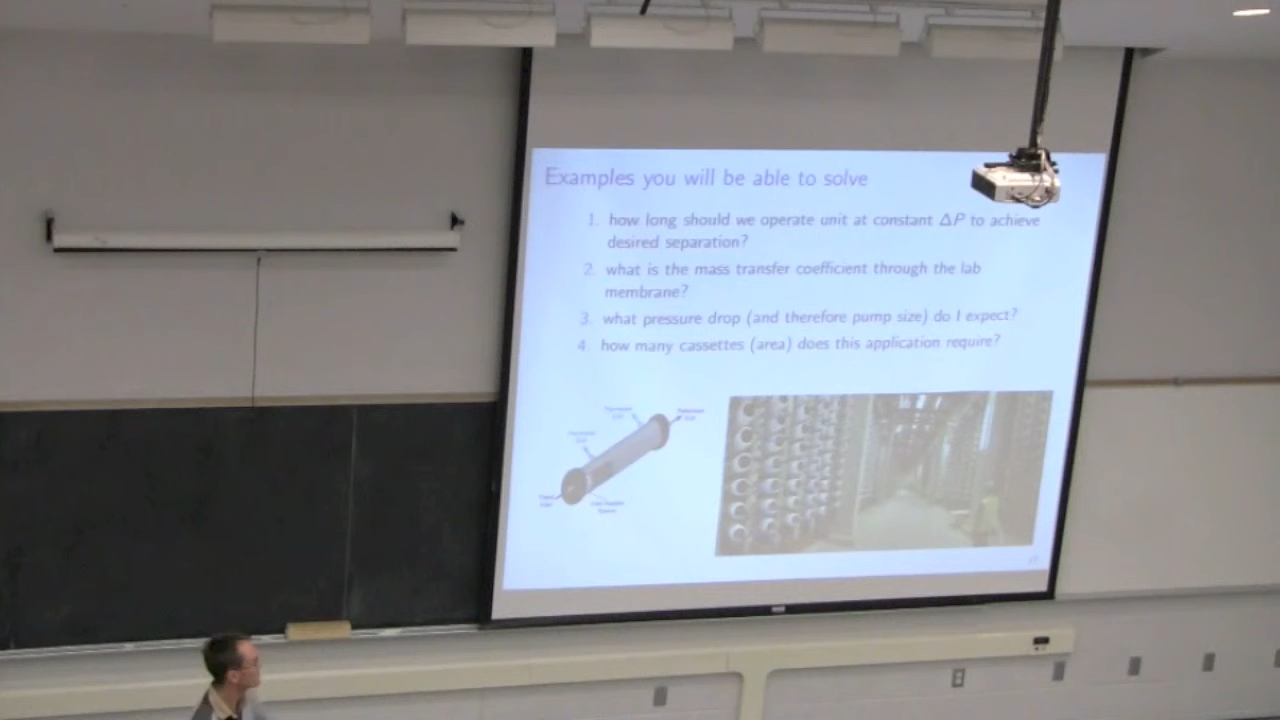 Examples you will be able to solve
1. how long should we operate unit at constant ΔP to achieve
desired separation?
2. what is the mass transfer coefficient through the lab
membrane?
3. what pressure drop (and therefore pump size) do I expect?
4. how many cassettes (area) does this application require?